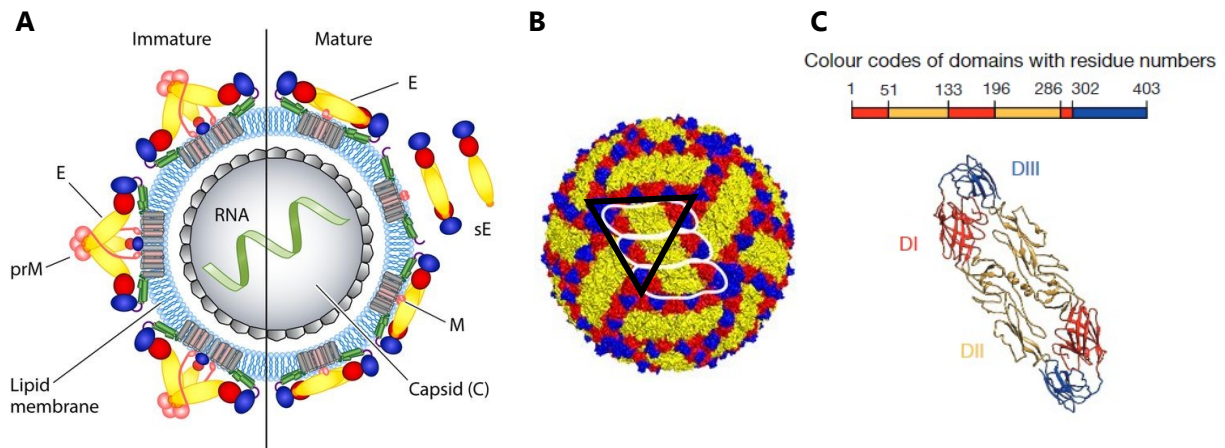 A
Immature
Mature
E
E
RNA
sE
prM
M
Lipid
membrane
Capsid (C)
B
C
Colour codes of domains with residue numbers
1 51 133 196 286 302 403
DIII
DI
DII